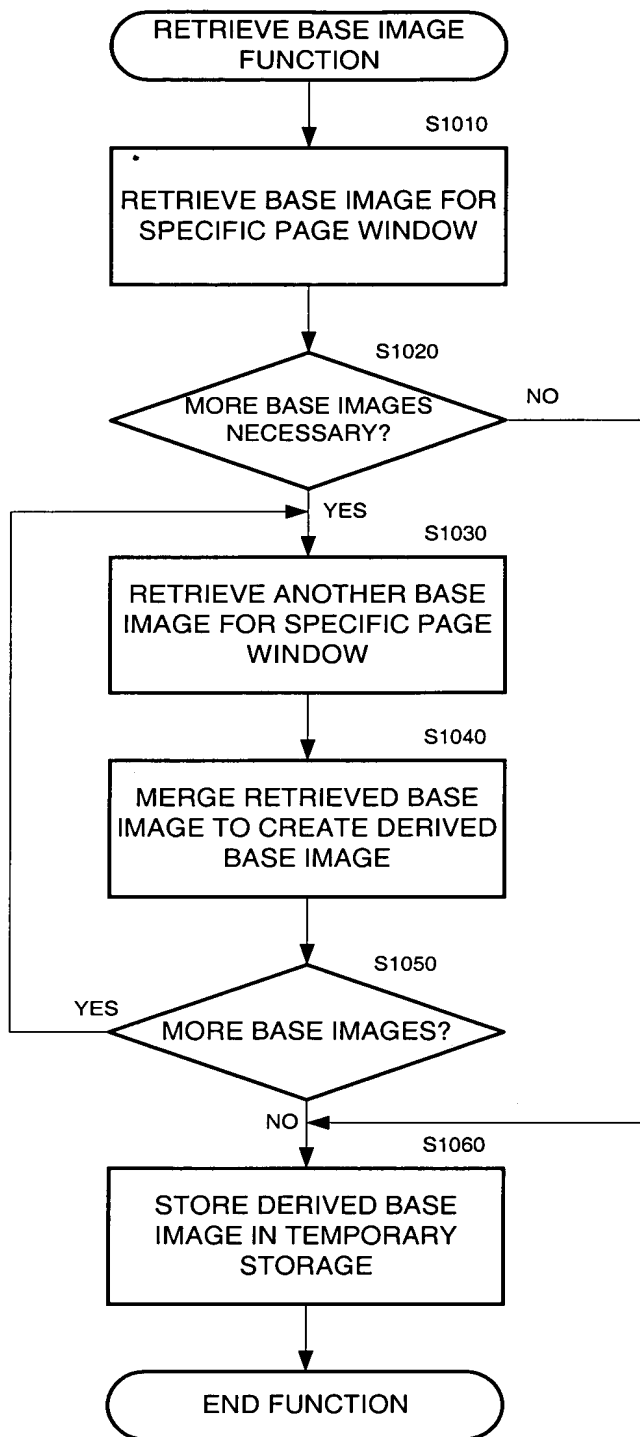 RETRIEVE BASE IMAGE
FUNCTION
S1010
RETRIEVE BASE IMAGE FOR
SPECIFIC PAGE WINDOW
S1020
MORE BASE IMAGES
NECESSARY?
NO
YES
S1030
RETRIEVE ANOTHER BASE
IMAGE FOR SPECIFIC PAGE
WINDOW
S1040
MERGE RETRIEVED BASE
IMAGE TO CREATE DERIVED
BASE IMAGE
S1050
YES
MORE BASE IMAGES?
NO
S1060
STORE DERIVED BASE
IMAGE IN TEMPORARY
STORAGE
END FUNCTION